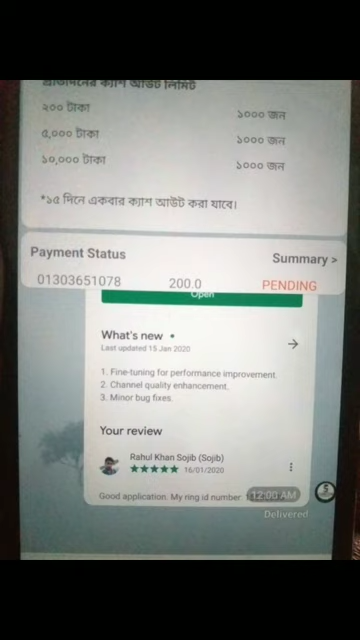 প্রতিদিনের ক্যাশ আউট লিমিট
২০০ টাকা ১০০০ জন
৫,০০০ টাকা ১০০০ জন
১০,০০০ টাকা ১০০০ জন
*১৫ দিনে একবার ক্যাশ আউট করা যাবে।
Payment Status Summary >
01303651078 200.0 PENDING
Open
What's new •
Last updated 15 Jan 2020
1. Fine-tuning for performance improvement.
2. Channel quality enhancement.
3. Minor bug fixes.
Your review
Rahul Khan Sojib (Sojib)
16/01/2020
Good application. My ring id number.
12:00 AM
Delivered